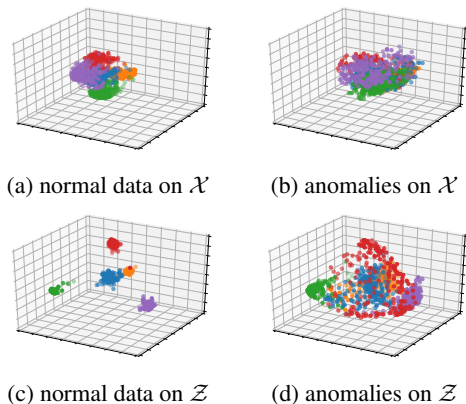 (a) normal data on 𝒳
(b) anomalies on 𝒳
(c) normal data on 𝒵
(d) anomalies on 𝒵